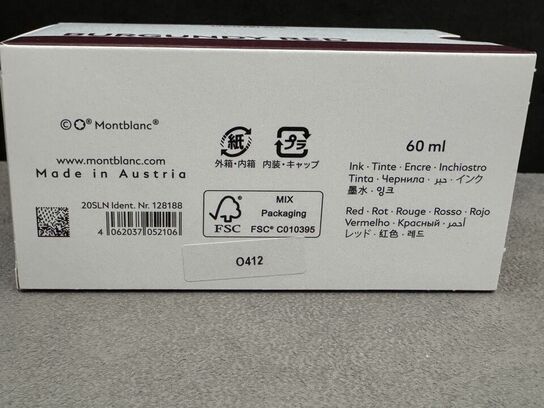 BURGUNDY RED
© ® Montblanc®
www.montblanc.com
Made in Austria
20SLN Ident. Nr. 128188
4 062037 052106
紙
外箱・内箱
プラ
内装・キャップ
FSC
MIX
Packaging
FSC® C010395
O412
60 ml
Ink · Tinte · Encre · Inchiostro
Tinta · Чернила · حبر · インク
墨水 · 잉크
Red · Rot · Rouge · Rosso · Rojo
Vermelho · Красный · أحمر
レッド · 紅色 · 레드